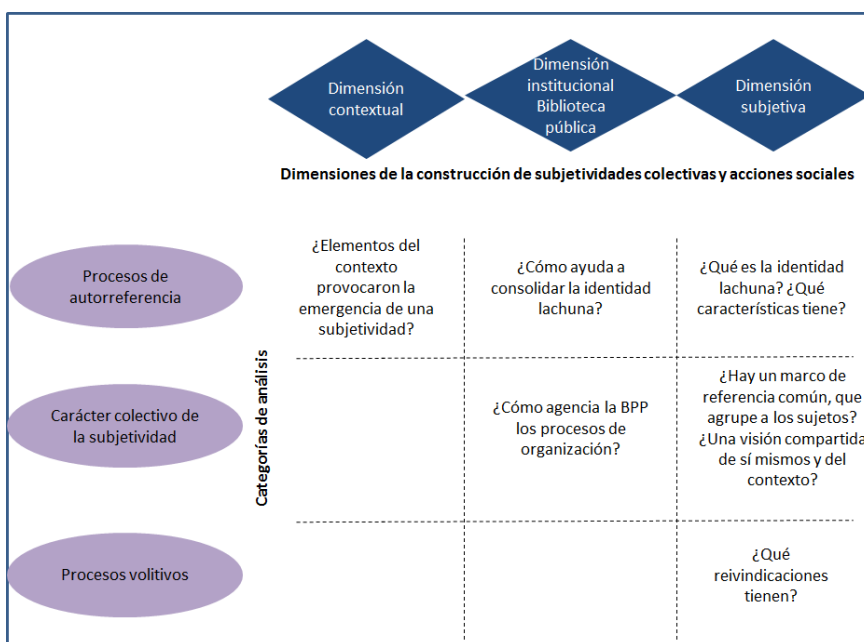 Dimensión
contextual
Dimensión
institucional
Biblioteca
pública
Dimensión
subjetiva
Dimensiones de la construcción de subjetividades colectivas y acciones sociales
Categorías de análisis
Procesos de
autorreferencia
¿Elementos del
contexto
provocaron la
emergencia de una
subjetividad?
¿Cómo ayuda a
consolidar la identidad
lachuna?
¿Qué es la identidad
lachuna? ¿Qué
características tiene?
Carácter colectivo de
la subjetividad
¿Cómo agencia la BPP
los procesos de
organización?
¿Hay un marco de
referencia común, que
agrupe a los sujetos?
¿Una visión compartida
de sí mismos y del
contexto?
Procesos volitivos
¿Qué
reivindicaciones
tienen?